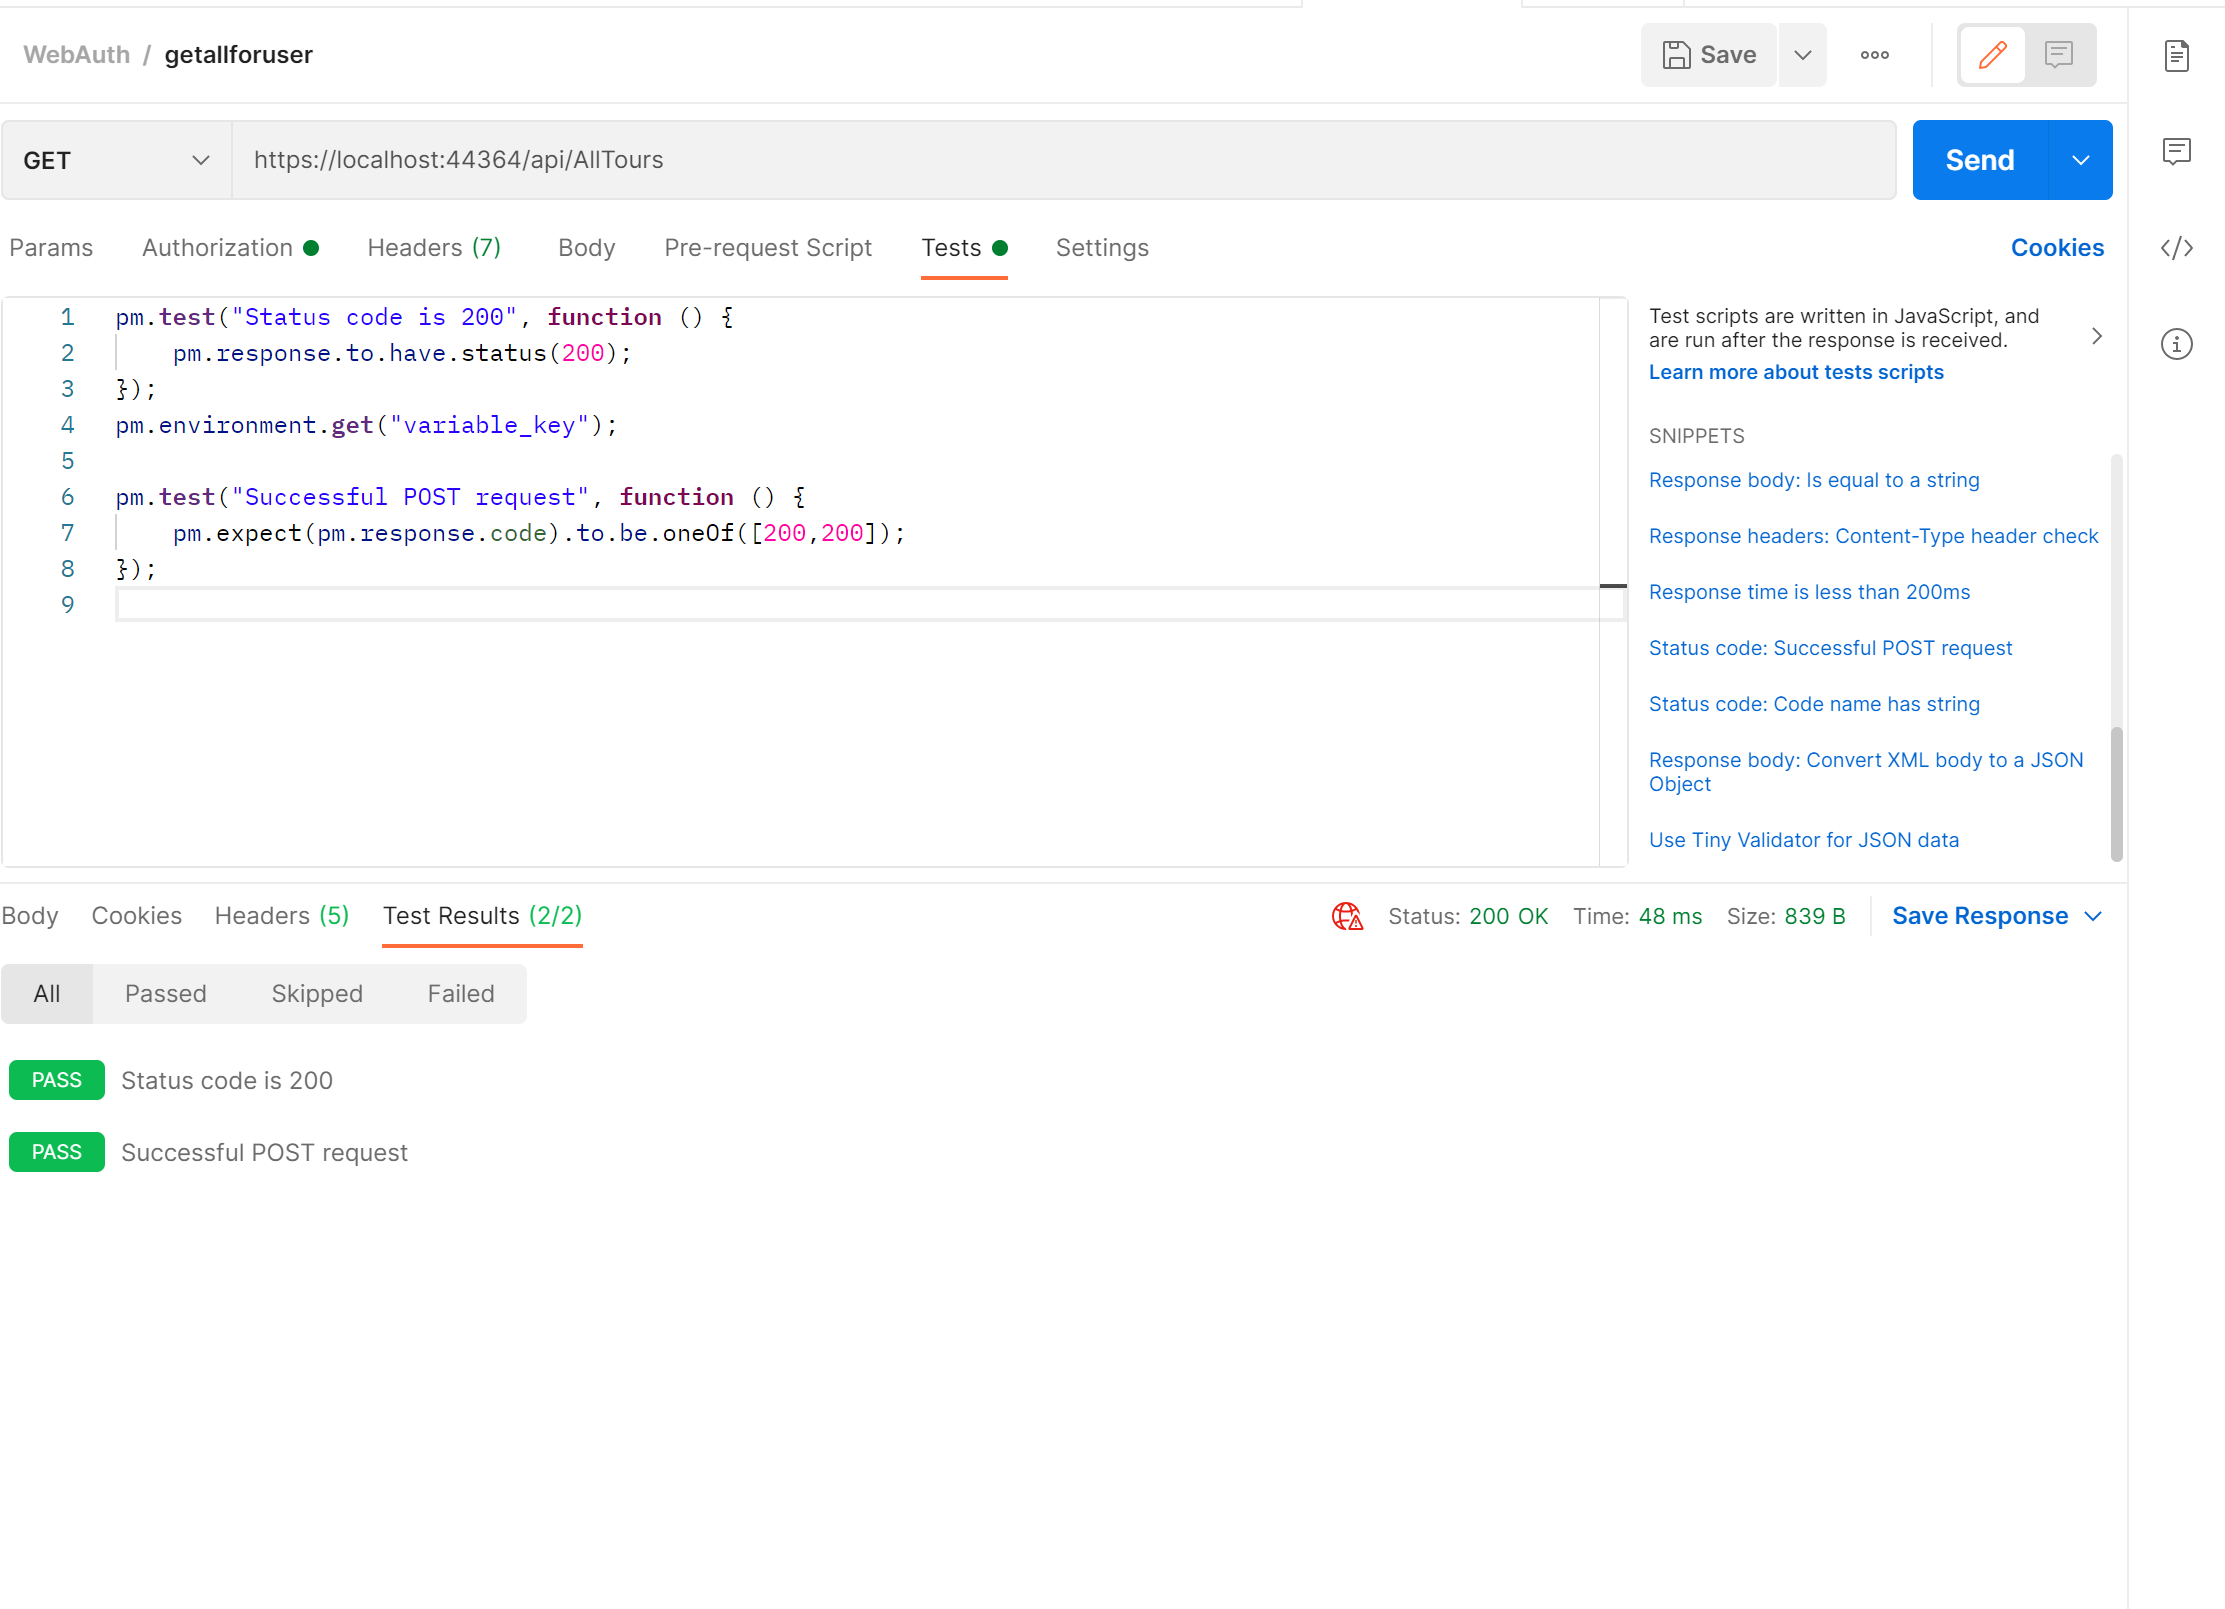 WebAuth / getallforuser
Save
GET
https://localhost:44364/api/AllTours
Send
Params Authorization Headers (7) Body Pre-request Script Tests Settings Cookies
1 pm.test("Status code is 200", function () {
2 pm.response.to.have.status(200);
3 });
4 pm.environment.get("variable_key");
5
6 pm.test("Successful POST request", function () {
7 pm.expect(pm.response.code).to.be.oneOf([200,200]);
8 });
9
Test scripts are written in JavaScript, and
are run after the response is received.
Learn more about tests scripts
SNIPPETS
Response body: Is equal to a string
Response headers: Content-Type header check
Response time is less than 200ms
Status code: Successful POST request
Status code: Code name has string
Response body: Convert XML body to a JSON
Object
Use Tiny Validator for JSON data
Body Cookies Headers (5) Test Results (2/2) Status: 200 OK Time: 48 ms Size: 839 B Save Response
All Passed Skipped Failed
PASS Status code is 200
PASS Successful POST request